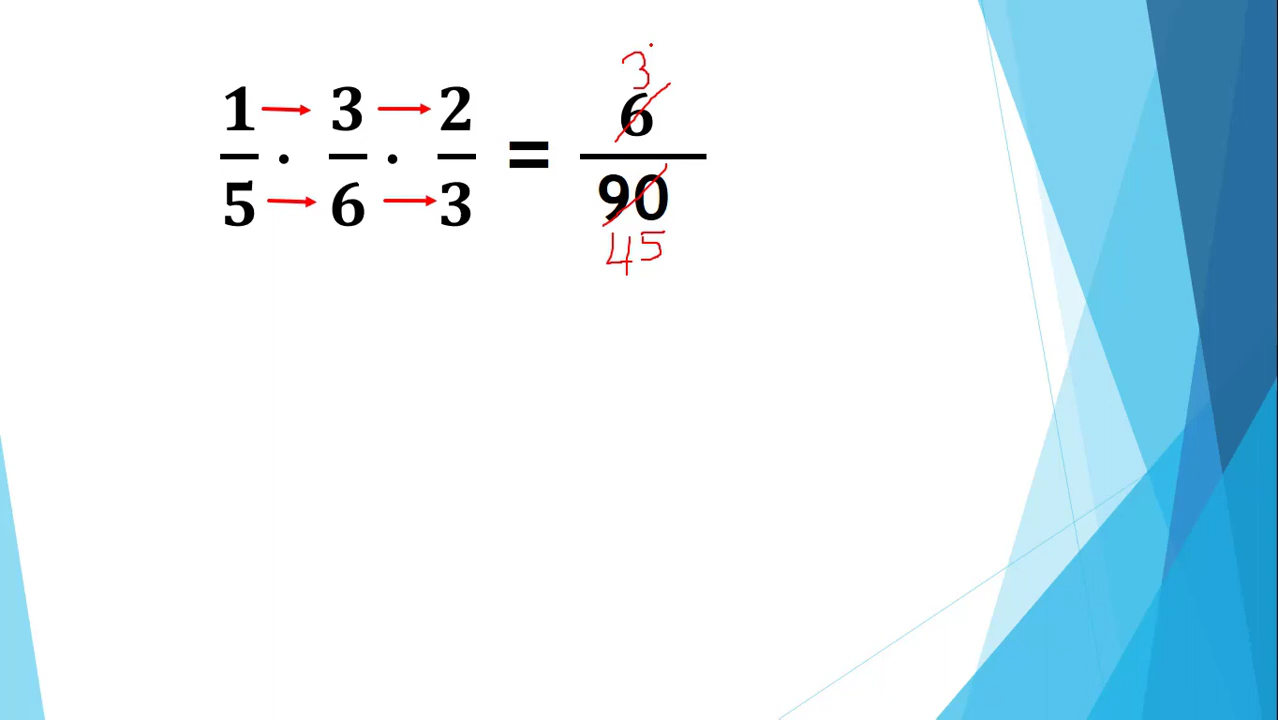 3
1 → 3 → 2 6
— · — · — = —
5 → 6 → 3 90
45